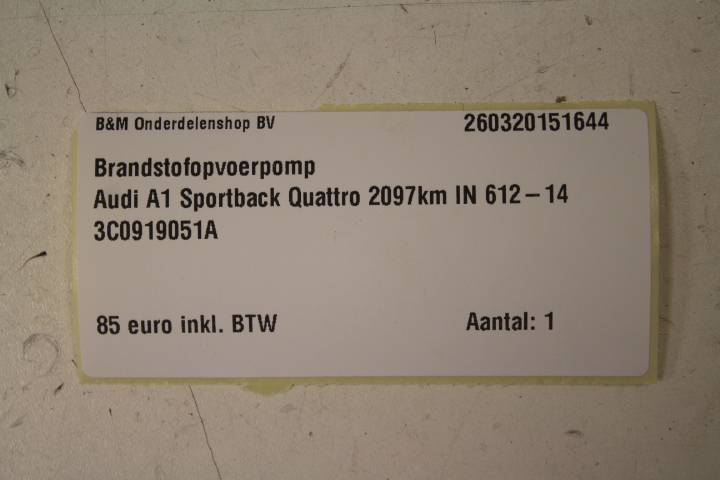 B&M Onderdelenshop BV 260320151644
Brandstofopvoerpomp
Audi A1 Sportback Quattro 2097km IN 612-14
3C0919051A
85 euro inkl. BTW Aantal: 1